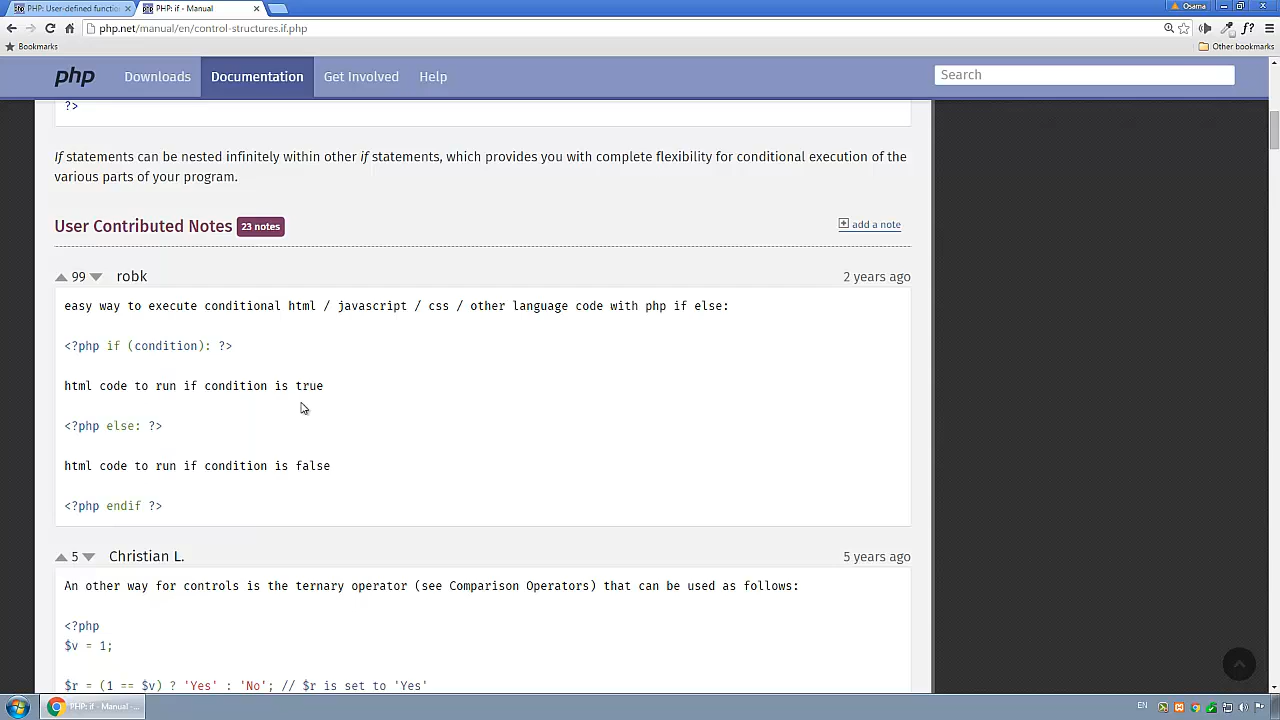 PHP: User-defined functio
PHP: if - Manual
Osama
php.net/manual/en/control-structures.if.php
Bookmarks
Other bookmarks
php
Downloads
Documentation
Get Involved
Help
Search
?>
If statements can be nested infinitely within other if statements, which provides you with complete flexibility for conditional execution of the
various parts of your program.
User Contributed Notes 23 notes
add a note
99 robk 2 years ago
easy way to execute conditional html / javascript / css / other language code with php if else:
<?php if (condition): ?>
html code to run if condition is true
<?php else: ?>
html code to run if condition is false
<?php endif ?>
5 Christian L. 5 years ago
An other way for controls is the ternary operator (see Comparison Operators) that can be used as follows:
<?php
$v = 1;
$r = (1 == $v) ? 'Yes' : 'No'; // $r is set to 'Yes'
PHP: if - Manual -...
EN